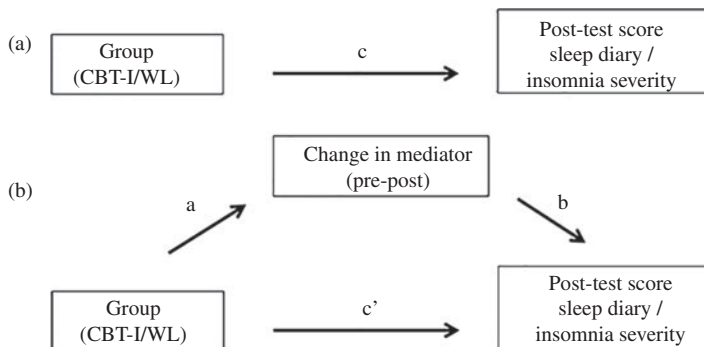 (a)
Group
(CBT-I/WL)
c
Post-test score
sleep diary /
insomnia severity
Change in mediator
(pre-post)
(b)
a
b
Group
(CBT-I/WL)
c'
Post-test score
sleep diary /
insomnia severity